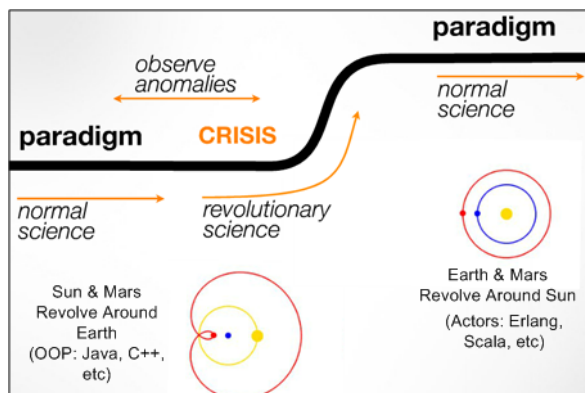 paradigm
observe
anomalies
normal
science
paradigm
CRISIS
normal
science
revolutionary
science
Sun & Mars
Revolve Around
Earth
(OOP: Java, C++,
etc)
Earth & Mars
Revolve Around Sun
(Actors: Erlang,
Scala, etc)